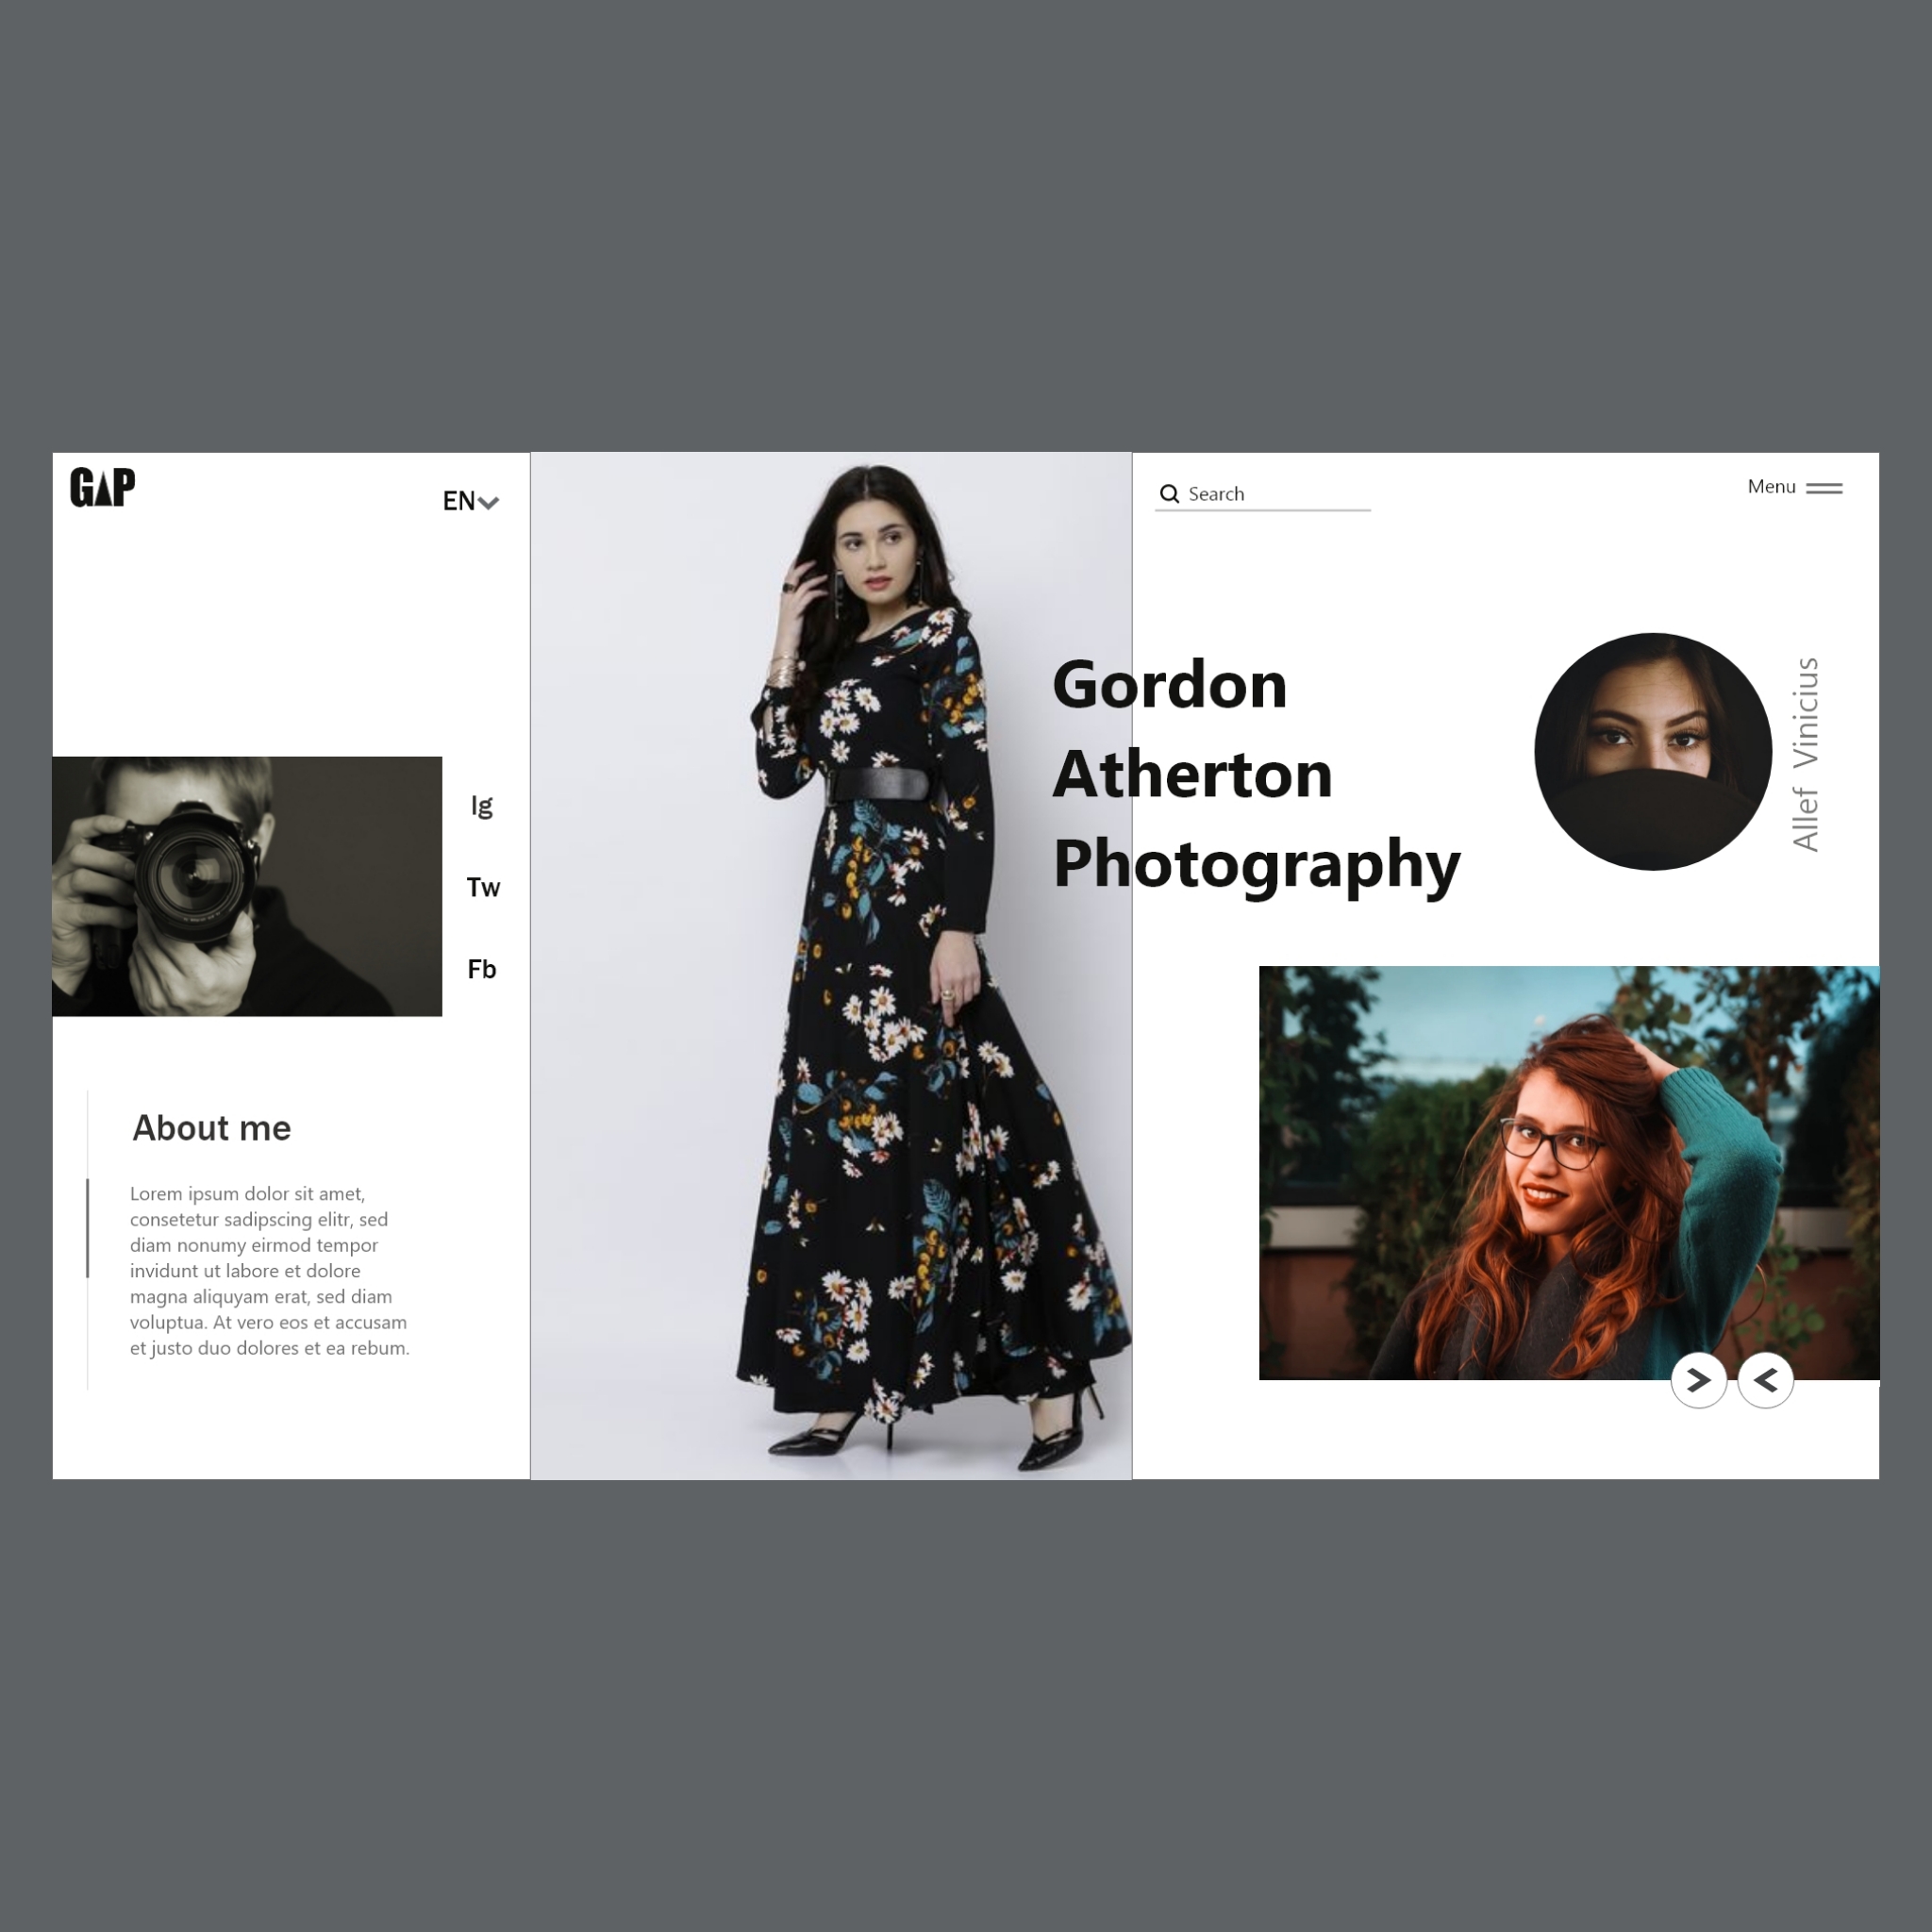 GAP
EN
Search
Menu
Gordon
Atherton
Photography
Allef Vinicius
Ig
Tw
Fb
About me
Lorem ipsum dolor sit amet,
consetetur sadipscing elitr, sed
diam nonumy eirmod tempor
invidunt ut labore et dolore
magna aliquyam erat, sed diam
voluptua. At vero eos et accusam
et justo duo dolores et ea rebum.